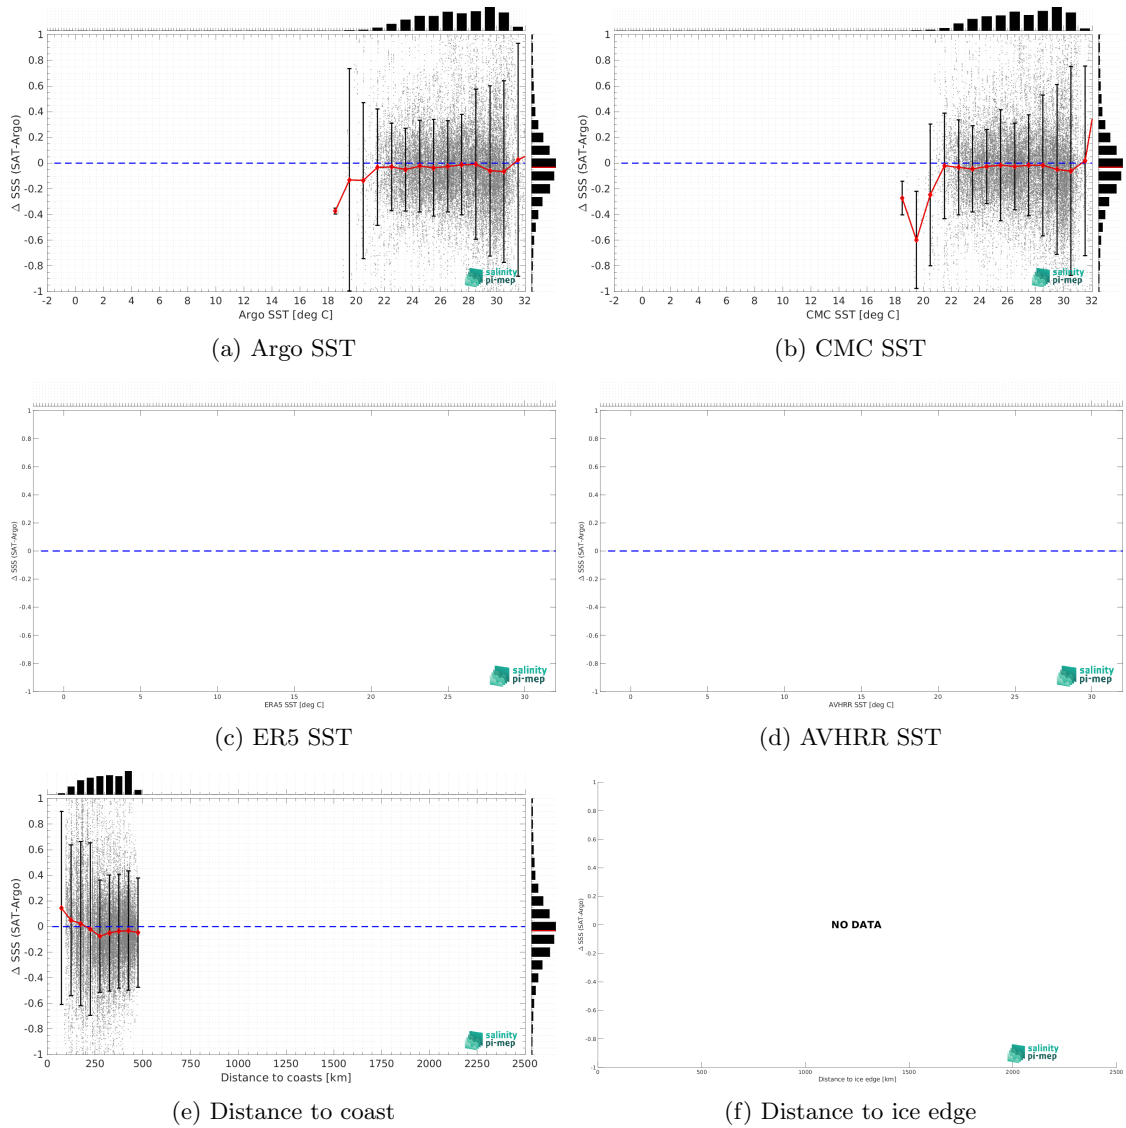 1
0.8
0.6
0.4
0.2
0
-0.2
-0.4
-0.6
-0.8
-1
Δ SSS (SAT-Argo)
-2 0 2 4 6 8 10 12 14 16 18 20 22 24 26 28 30 32
Argo SST [deg C]
salinity
pi-mep
(a) Argo SST
1
0.8
0.6
0.4
0.2
0
-0.2
-0.4
-0.6
-0.8
-1
Δ SSS (SAT-Argo)
-2 0 2 4 6 8 10 12 14 16 18 20 22 24 26 28 30 32
CMC SST [deg C]
salinity
pi-mep
(b) CMC SST
1
0.8
0.6
0.4
0.2
0
-0.2
-0.4
-0.6
-0.8
-1
Δ SSS (SAT-Argo)
0 5 10 15 20 25 30
ERA5 SST [deg C]
salinity
pi-mep
(c) ER5 SST
1
0.8
0.6
0.4
0.2
0
-0.2
-0.4
-0.6
-0.8
-1
Δ SSS (SAT-Argo)
0 5 10 15 20 25 30
AVHRR SST [deg C]
salinity
pi-mep
(d) AVHRR SST
1
0.8
0.6
0.4
0.2
0
-0.2
-0.4
-0.6
-0.8
-1
Δ SSS (SAT-Argo)
0 250 500 750 1000 1250 1500 1750 2000 2250 2500
Distance to coasts [km]
salinity
pi-mep
(e) Distance to coast
1
0.8
0.6
0.4
0.2
0
-0.2
-0.4
-0.6
-0.8
-1
Δ SSS (SAT-Argo)
NO DATA
0 500 1000 1500 2000 2500
Distance to ice edge [km]
salinity
pi-mep
(f) Distance to ice edge